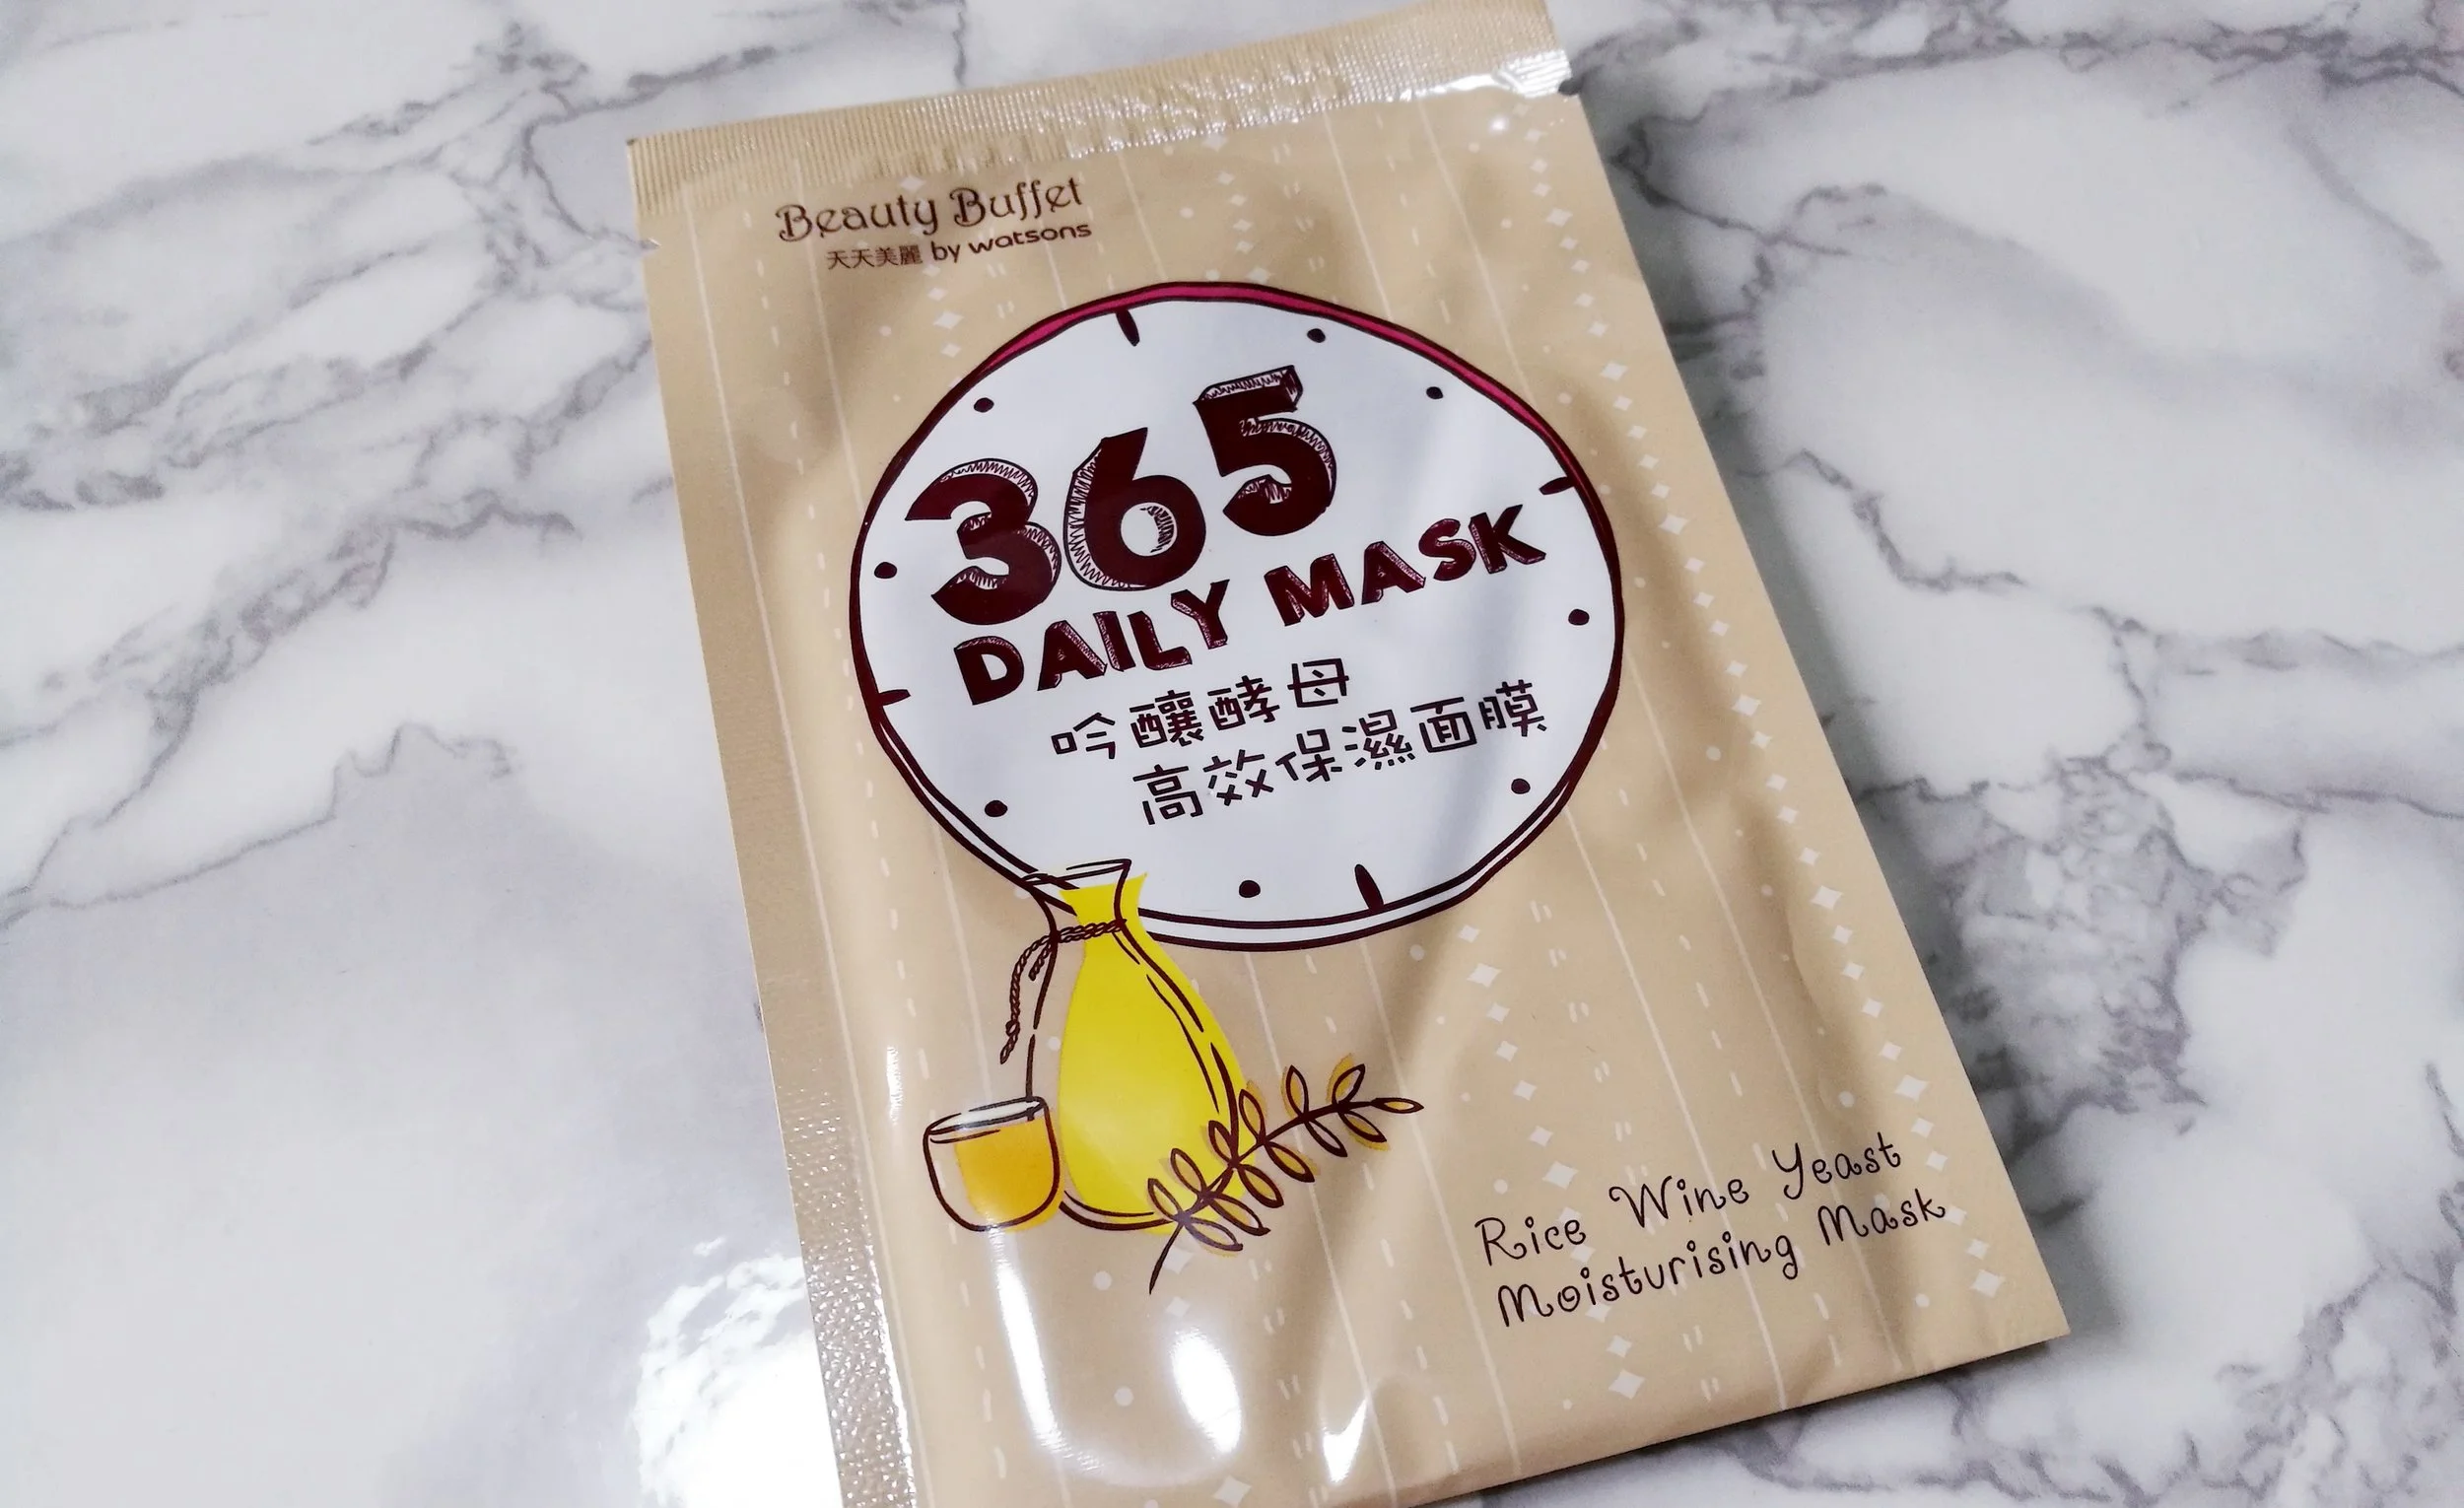 Beauty Buffet
天天美麗 by watsons
365
DAILY MASK
吟釀酵母
高效保濕面膜
Rice Wine Yeast
Moisturising Mask